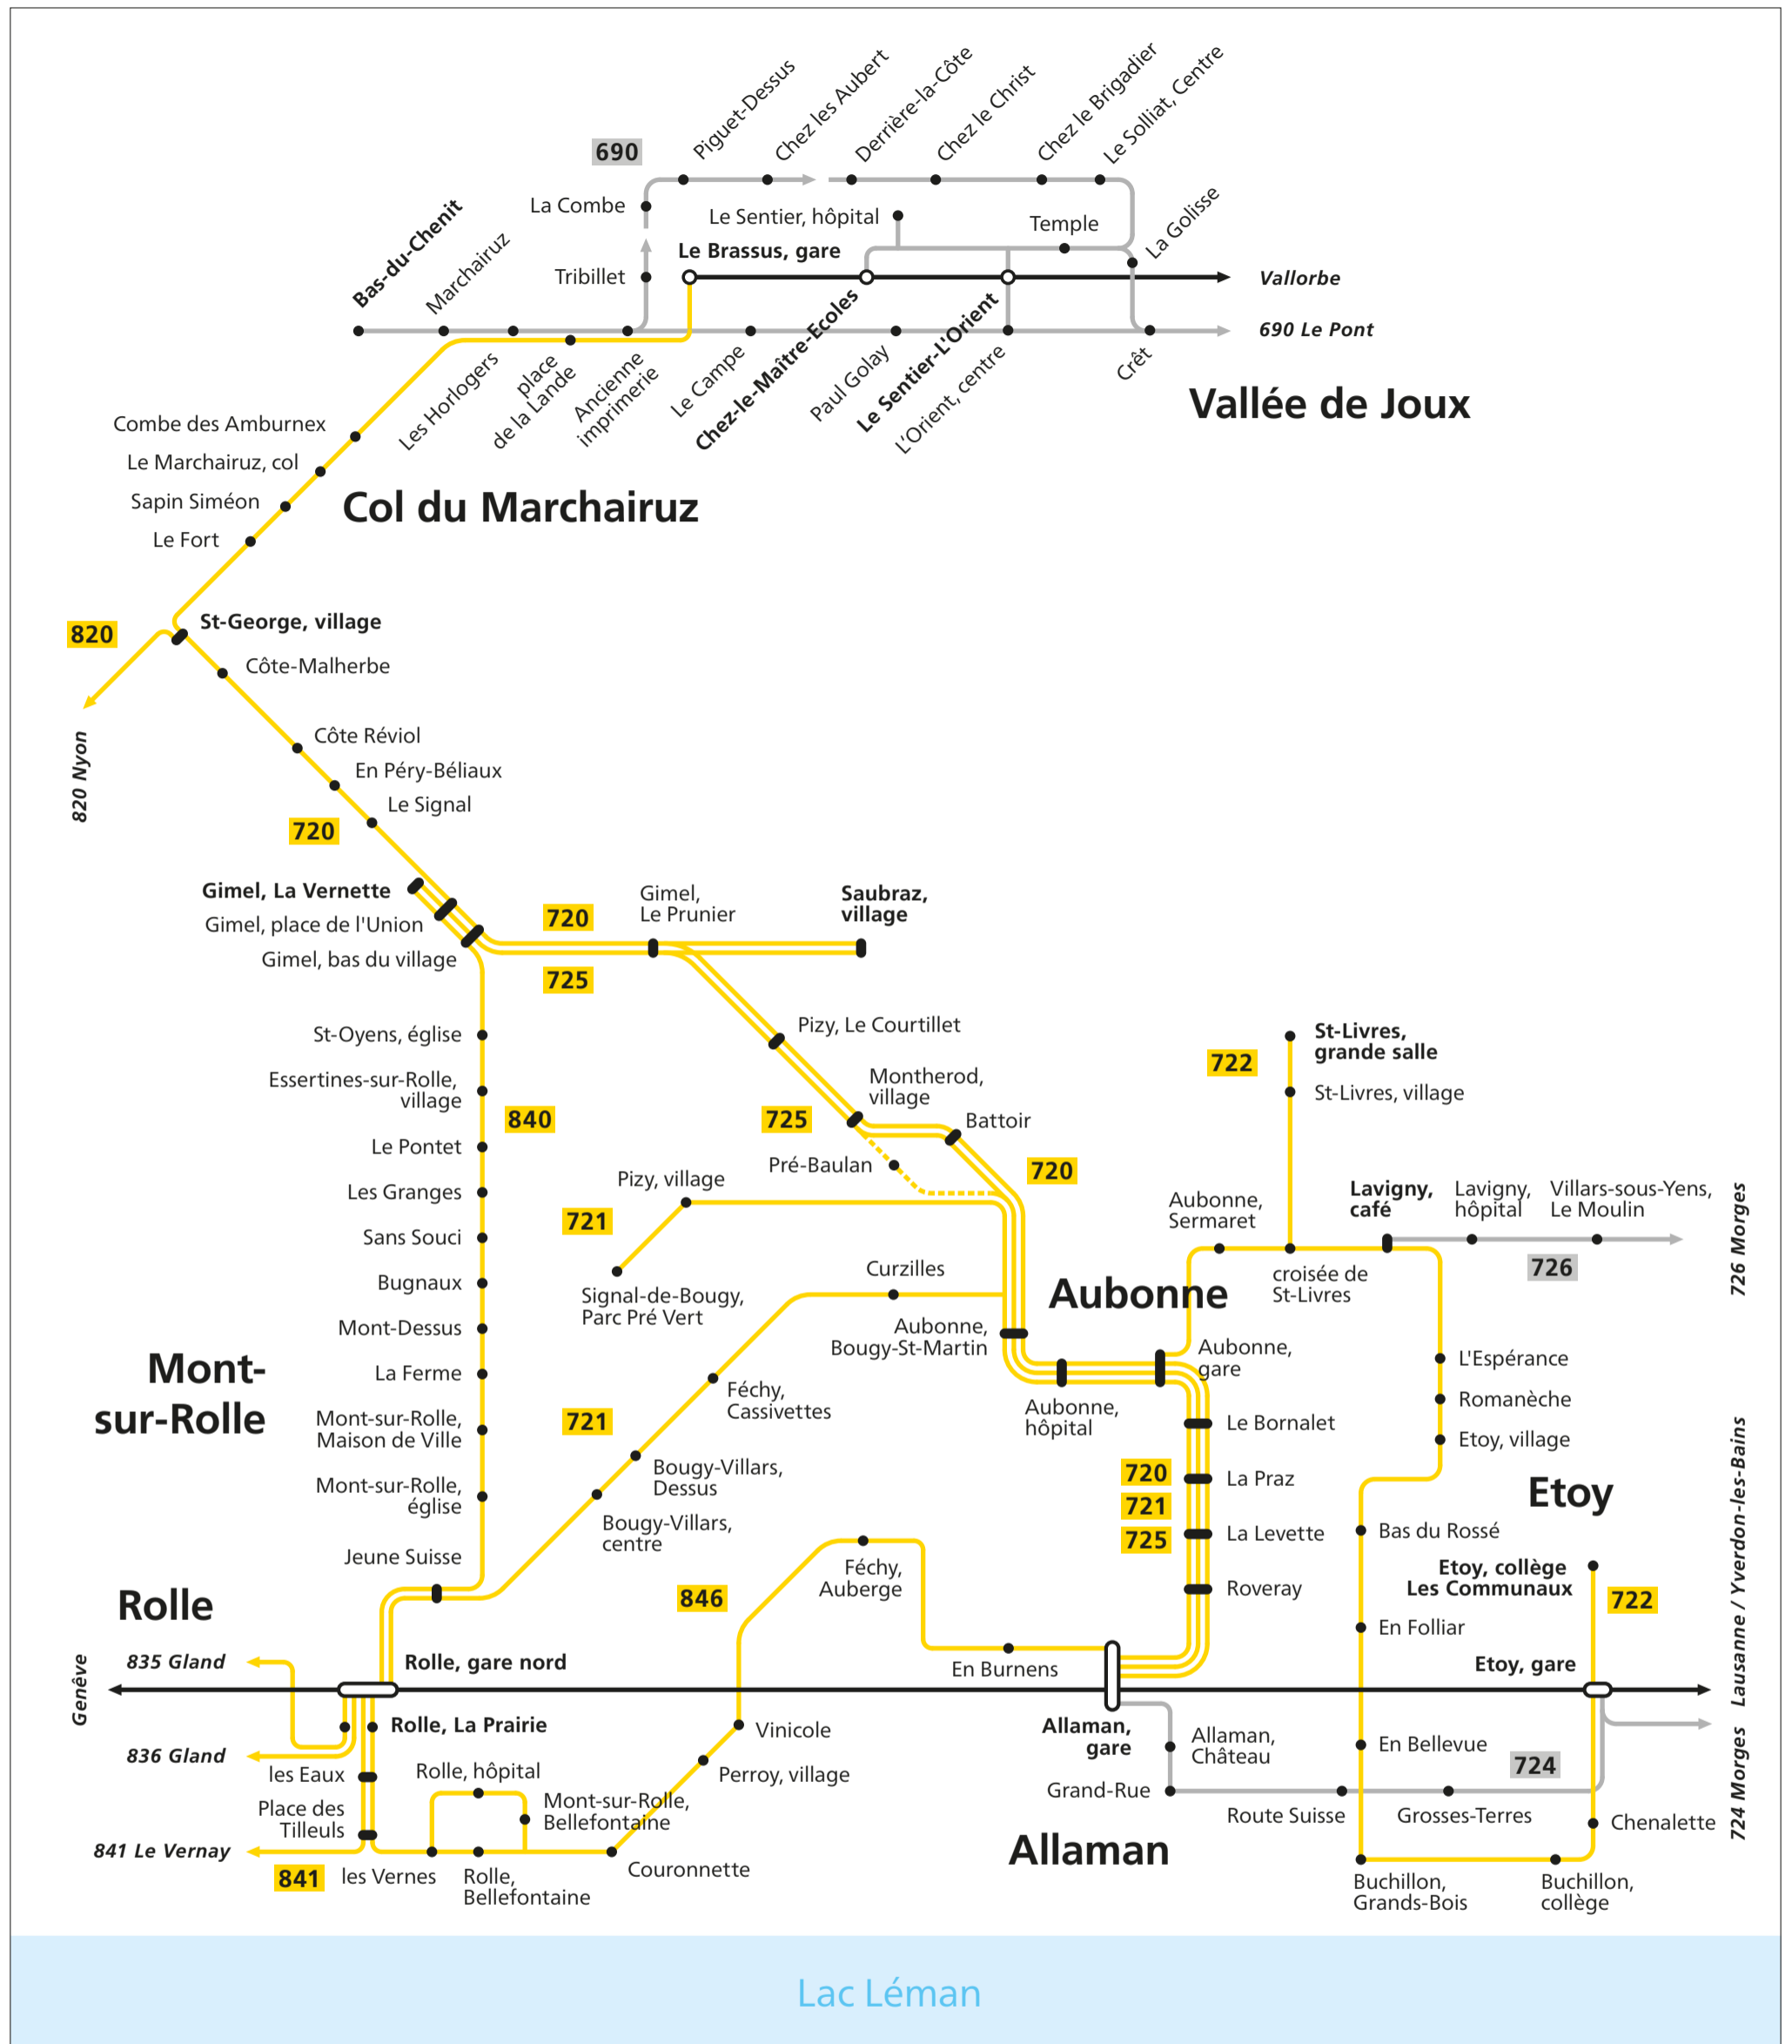 690
Piguet-Dessus
Chez les Aubert
Derrière-la-Côte
Chez le Christ
Chez le Brigadier
Le Solliat, Centre
La Combe
Le Sentier, hôpital
Temple
La Golisse
Bas-du-Chenit
Marchairuz
Tribillet
Le Brassus, gare
Vallorbe
690 Le Pont
Les Horlogers
place
de la Lande
Ancienne
imprimerie
Le Campe
Chez-le-Maître-Ecoles
Paul Golay
Le Sentier-L'Orient
L'Orient, centre
Crêt
Vallée de Joux
Combe des Amburnex
Le Marchairuz, col
Sapin Siméon
Le Fort
Col du Marchairuz
820
St-George, village
Côte-Malherbe
820 Nyon
Côte Réviol
En Péry-Béliaux
Le Signal
720
Gimel, La Vernette
Gimel, place de l'Union
Gimel, bas du village
720
725
Gimel,
Le Prunier
Saubraz,
village
St-Oyens, église
Essertines-sur-Rolle,
village
840
Le Pontet
Les Granges
Sans Souci
Bugnaux
Mont-Dessus
La Ferme
Mont-sur-Rolle,
Maison de Ville
Mont-sur-Rolle,
église
Jeune Suisse
Mont-
sur-Rolle
Pizy, Le Courtillet
Montherod,
village
725
Battoir
Pré-Baulan
720
Pizy, village
721
Signal-de-Bougy,
Parc Pré Vert
Curzilles
Aubonne,
Bougy-St-Martin
Aubonne
721
Féchy,
Cassivettes
Bougy-Villars,
Dessus
Bougy-Villars,
centre
Aubonne,
hôpital
Aubonne,
gare
722
St-Livres,
grande salle
St-Livres, village
Aubonne,
Sermaret
croisée de
St-Livres
Lavigny,
café
Lavigny,
hôpital
Villars-sous-Yens,
Le Moulin
726
726 Morges
L'Espérance
Romanèche
Etoy, village
Etoy
Le Bornalet
720
La Praz
721
725
La Levette
Roveray
Bas du Rossé
Etoy, collège
Les Communaux
722
En Folliar
Etoy, gare
Lausanne / Yverdon-les-Bains
Rolle
846
Féchy,
Auberge
En Burnens
835 Gland
Rolle, gare nord
Genêve
Rolle, La Prairie
836 Gland
Vinicole
Perroy, village
Allaman,
gare
Allaman,
Château
Grand-Rue
Route Suisse
Grosses-Terres
En Bellevue
724
724 Morges
Chenalette
les Eaux
Place des
Tilleuls
Rolle, hôpital
Mont-sur-Rolle,
Bellefontaine
841 Le Vernay
841
les Vernes
Rolle,
Bellefontaine
Couronnette
Allaman
Buchillon,
Grands-Bois
Buchillon,
collège
Lac Léman